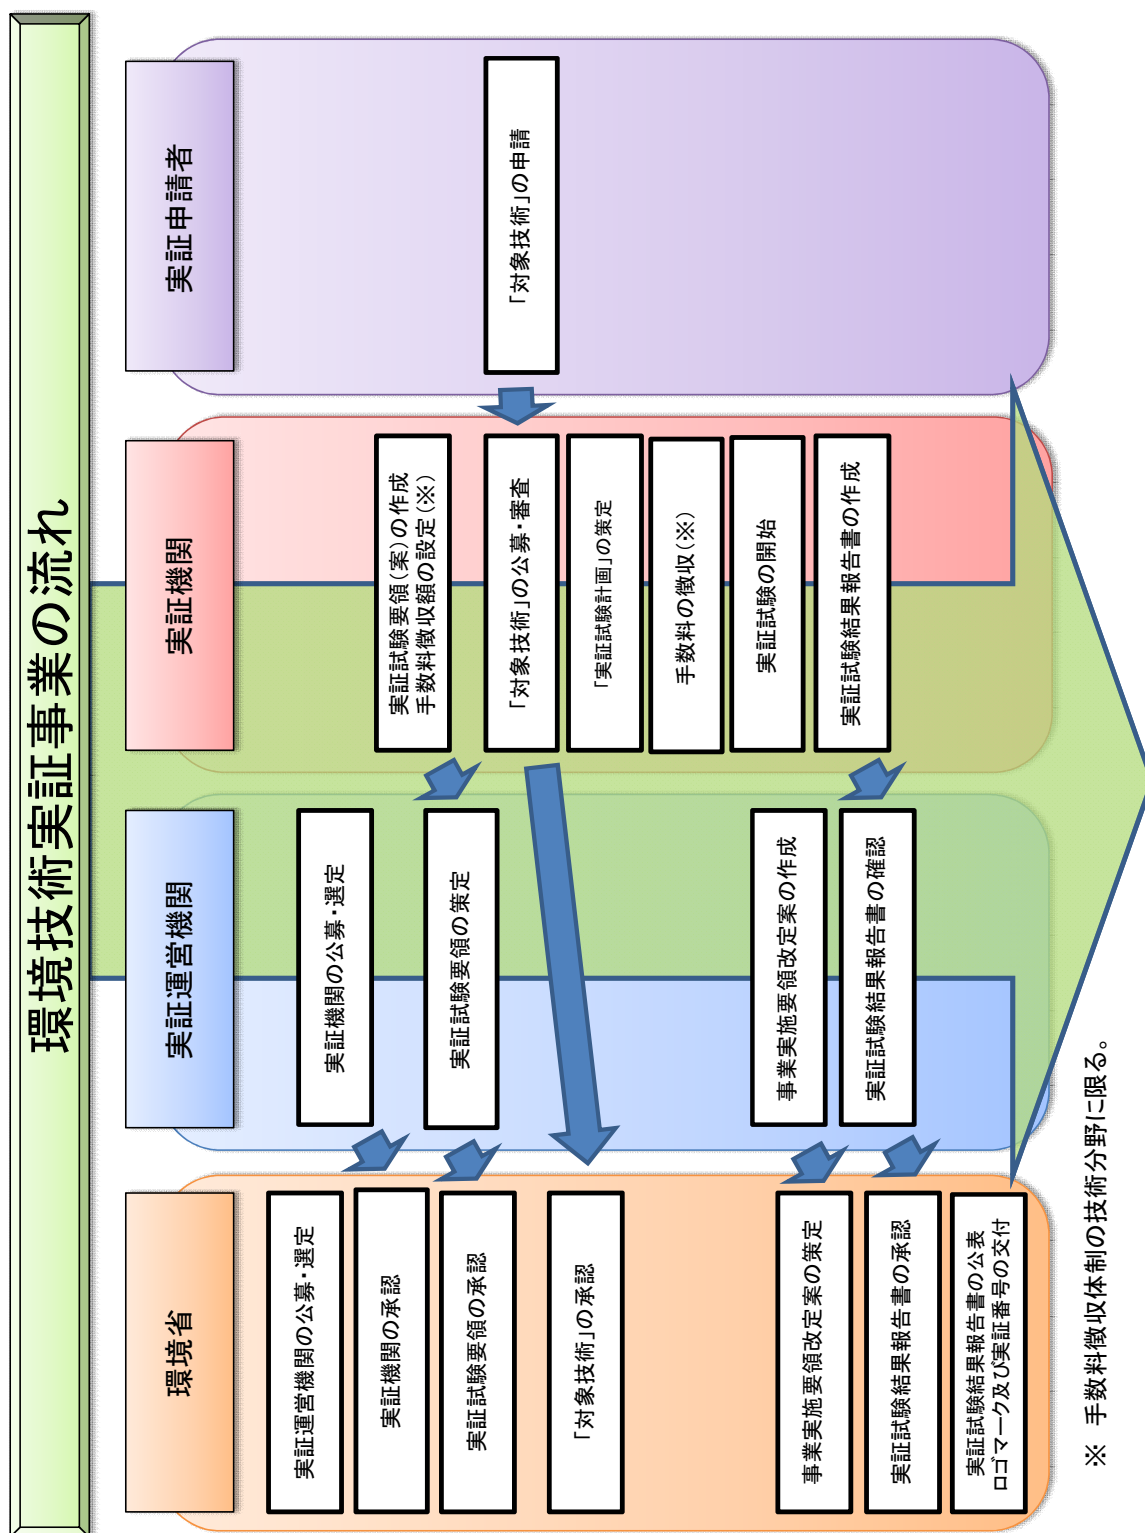 環境技術実証事業の流れ
環境省
実証運営機関の公募・選定
実証機関の承認
実証試験要領の承認
「対象技術」の承認
事業実施要領改定案の策定
実証試験結果報告書の承認
実証試験結果報告書の公表
ロゴマーク及び実証番号の交付
実証運営機関
実証機関の公募・選定
実証試験要領の策定
事業実施要領改定案の作成
実証試験結果報告書の確認
実証機関
実証試験要領(案)の作成
手数料徴収額の設定(※)
「対象技術」の公募・審査
「実証試験計画」の策定
手数料の徴収(※)
実証試験の開始
実証試験結果報告書の作成
実証申請者
「対象技術」の申請
※ 手数料徴収体制の技術分野に限る。